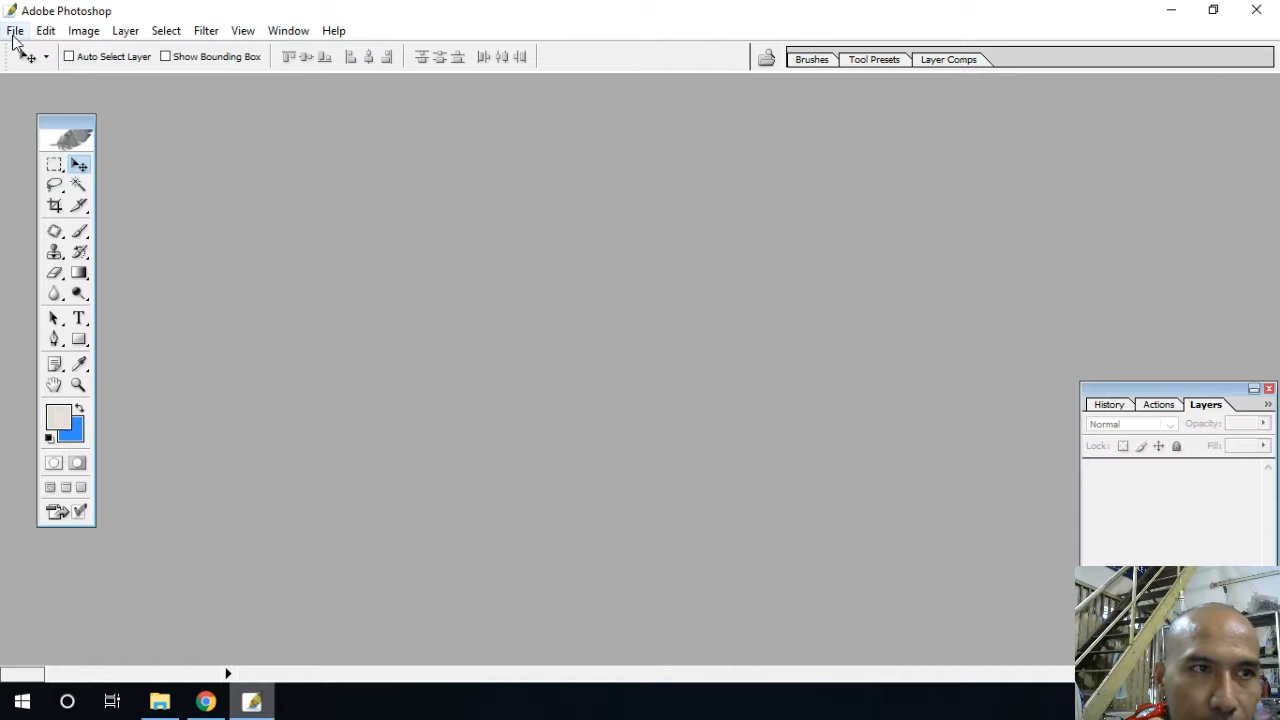 Adobe Photoshop
File Edit Image Layer Select Filter View Window Help
Auto Select Layer Show Bounding Box Brushes Tool Presets Layer Comps
History Actions Layers
Normal Opacity:
Lock: Fill: